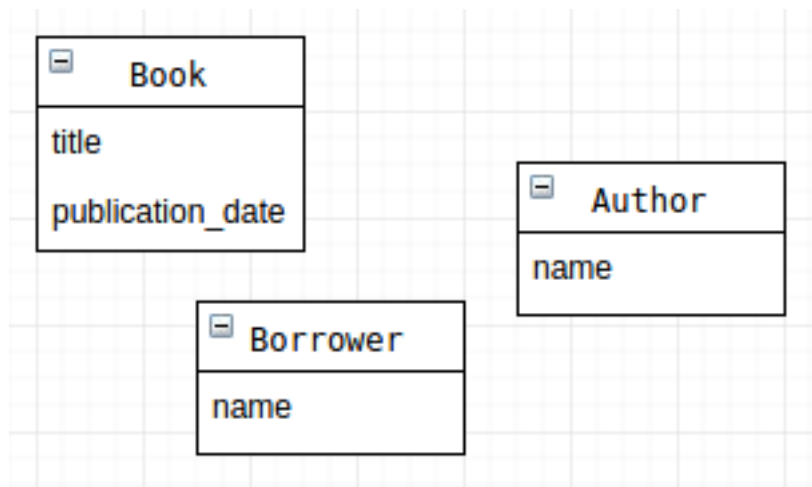 Book
title
publication_date
Author
name
Borrower
name